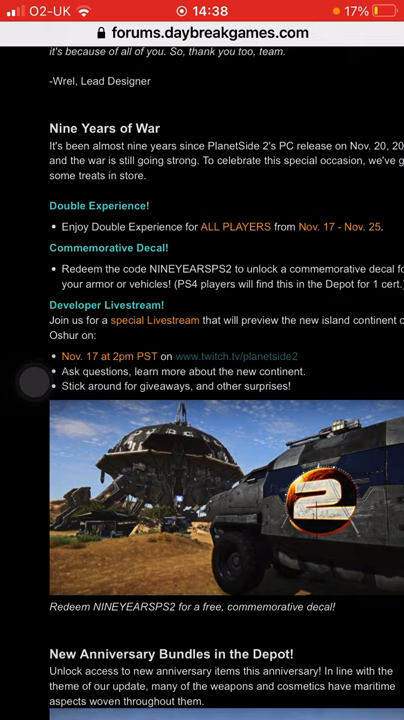 O2-UK 14:38 17%
forums.daybreakgames.com
it's because of all of you. So, thank you too, team.
-Wrel, Lead Designer
Nine Years of War
It's been almost nine years since PlanetSide 2's PC release on Nov. 20, 20
and the war is still going strong. To celebrate this special occasion, we've g
some treats in store.
Double Experience!
• Enjoy Double Experience for ALL PLAYERS from Nov. 17 - Nov. 25.
Commemorative Decal!
• Redeem the code NINEYEARSPS2 to unlock a commemorative decal fo
your armor or vehicles! (PS4 players will find this in the Depot for 1 cert.)
Developer Livestream!
Join us for a special Livestream that will preview the new island continent o
Oshur on:
• Nov. 17 at 2pm PST on www.twitch.tv/planetside2
• Ask questions, learn more about the new continent.
• Stick around for giveaways, and other surprises!
2
Redeem NINEYEARSPS2 for a free, commemorative decal!
New Anniversary Bundles in the Depot!
Unlock access to new anniversary items this anniversary! In line with the
theme of our update, many of the weapons and cosmetics have maritime
aspects woven throughout them.